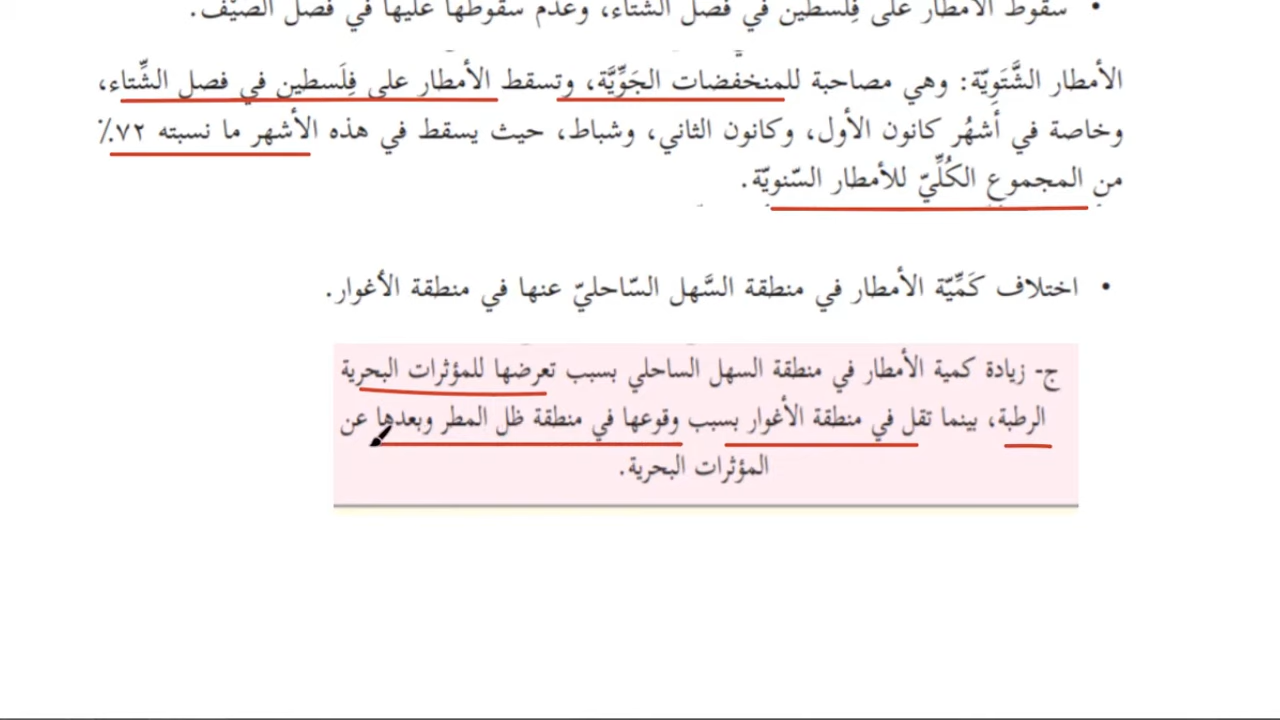 • سقوط الأمطار على فِلسطين في فصل الشتاء، وعدم سقوطها عليها في فصل الصيف.
الأمطار الشَّتَوِيّة: وهي مصاحبة للمنخفضات الجَوِّيَّة، وتسقط الأمطار على فِلَسطين في فصل الشِّتاء،
وخاصة في أشهُر كانون الأول، وكانون الثاني، وشباط، حيث يسقط في هذه الأشهر ما نسبته ٧٢٪
من المجموع الكُلِّيّ للأمطار السّنويّة.
• اختلاف كَمِّيّة الأمطار في منطقة السَّهل السّاحليّ عنها في منطقة الأغوار.
ج- زيادة كمية الأمطار في منطقة السهل الساحلي بسبب تعرضها للمؤثرات البحرية
الرطبة، بينما تقل في منطقة الأغوار بسبب وقوعها في منطقة ظل المطر وبعدها عن
المؤثرات البحرية.